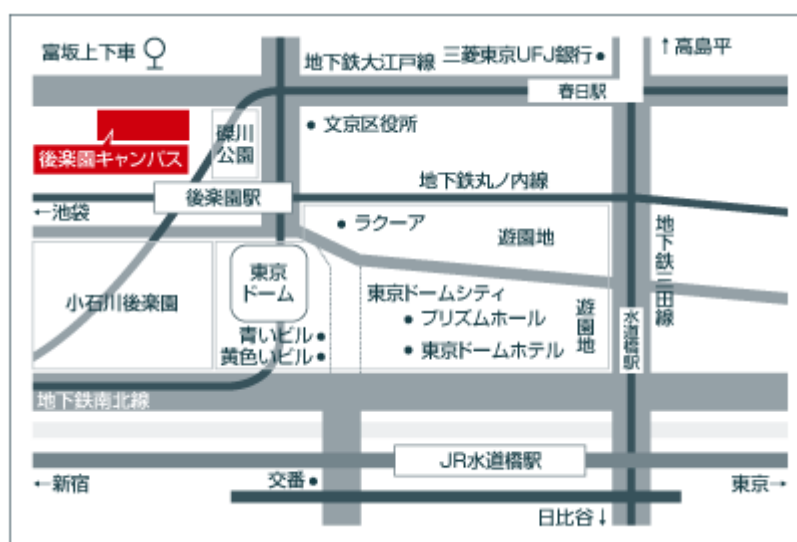 富坂上下車
地下鉄大江戸線
三菱東京UFJ銀行
↑高島平
春日駅
後楽園キャンパス
礫川
公園
文京区役所
後楽園駅
地下鉄丸ノ内線
←池袋
ラクーア
遊園地
地下鉄三田線
小石川後楽園
東京
ドーム
東京ドームシティ
プリズムホール
東京ドームホテル
遊園地
水道橋駅
青いビル
黄色いビル
地下鉄南北線
JR水道橋駅
←新宿
交番
東京→
日比谷↓